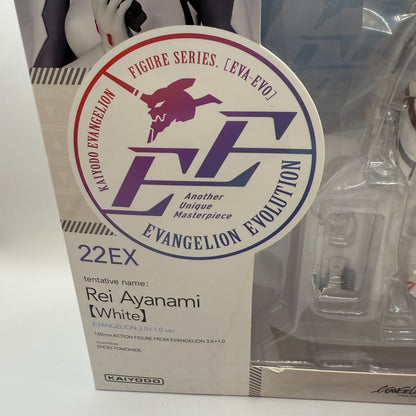 FIGURE SERIES. [EVA-EVO]
KAIYODO EVANGELION
EE
Another
Unique
Masterpiece
EVANGELION EVOLUTION
22EX
tentative name:
Rei Ayanami
【White】
EVANGELION 3.0+1.0 ver.
160mm ACTION FIGURE FROM EVANGELION 3.0+1.0
SCULPTED BY
ENOKI TOMOHIDE
KAIYODO